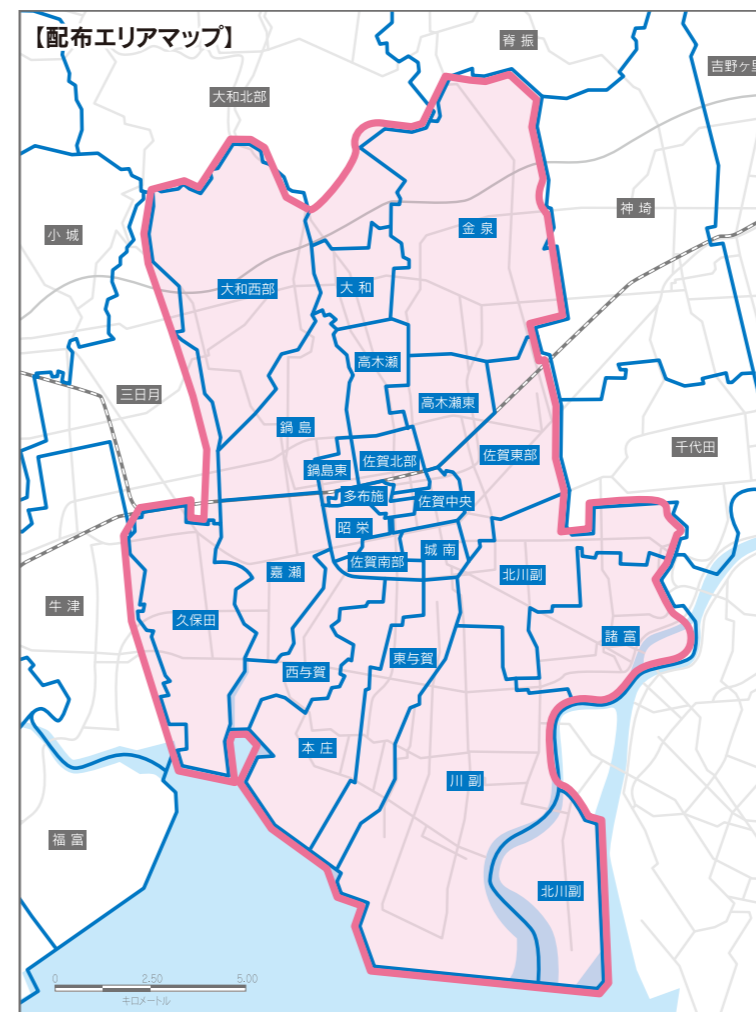 【配布エリアマップ】
脊振
吉野ヶ里
大和北部
神埼
小城
金泉
大和西部
大和
三日月
高木瀬
高木瀬東
鍋島
千代田
佐賀北部
佐賀東部
鍋島東
多布施
佐賀中央
昭栄
城南
佐賀南部
嘉瀬
北川副
牛津
久保田
諸富
東与賀
西与賀
本庄
川副
福富
北川副
0 2.50 5.00
キロメートル